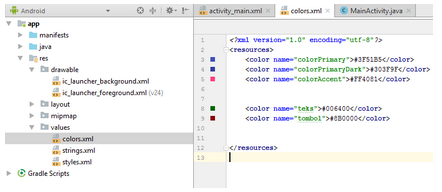 Android
app
manifests
java
res
drawable
ic_launcher_background.xml
ic_launcher_foreground.xml (v24)
layout
mipmap
values
colors.xml
strings.xml
styles.xml
Gradle Scripts
activity_main.xml
colors.xml
MainActivity.java
1 <?xml version="1.0" encoding="utf-8"?>
2 <resources>
3 <color name="colorPrimary">#3F51B5</color>
4 <color name="colorPrimaryDark">#303F9F</color>
5 <color name="colorAccent">#FF4081</color>
6
7
8 <color name="teks">#006400</color>
9 <color name="tombol">#8B0000</color>
10
11
12 </resources>
13